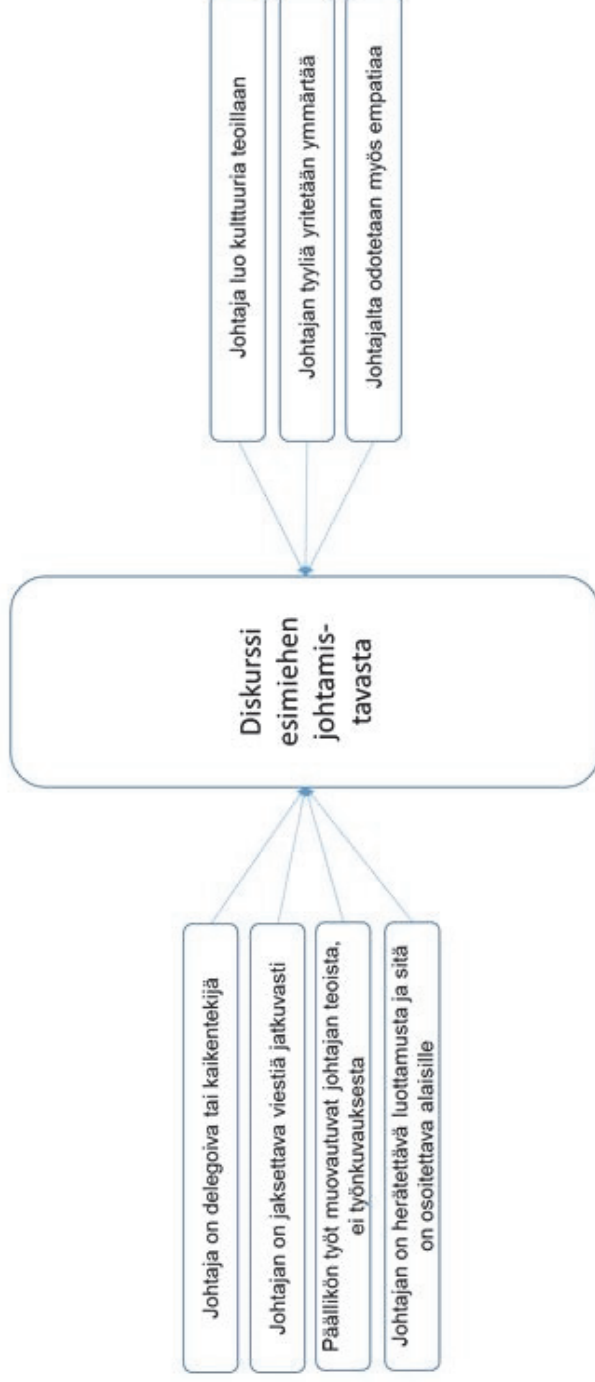 Johtaja on delegoiva tai kaikentekijä
Johtajan on jaksettava viestiä jatkuvasti
Päällikön työt muovautuvat johtajan teoista,
ei työnkuvauksesta
Johtajan on herätettävä luottamusta ja sitä
on osoitettava alaisille
Diskurssi
esimiehen
johtamis-
tavasta
Johtaja luo kulttuuria teoillaan
Johtajan tyyliä yritetään ymmärtää
Johtajalta odotetaan myös empatiaa